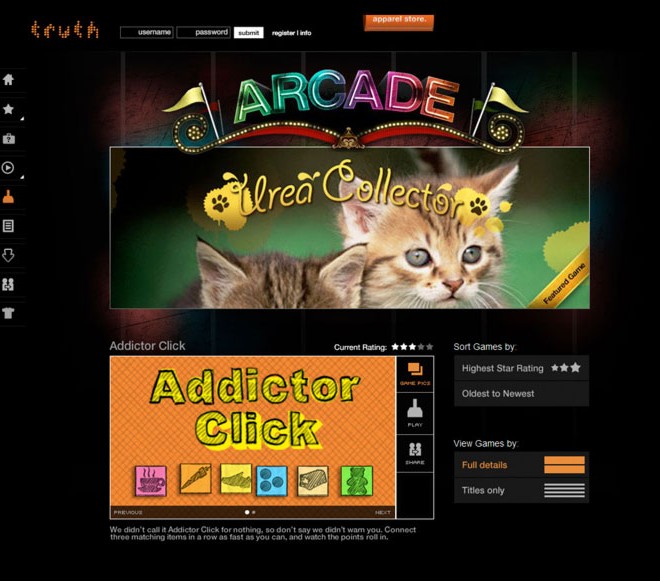 truth
username
password
submit
register | info
apparel store.
ARCADE
Urea Collector
Featured Game
Addictor Click
Current Rating:
Addictor
Click
GAME PICS
PLAY
SHARE
PREVIOUS
NEXT
We didn't call it Addictor Click for nothing, so don't say we didn't warn you. Connect
three matching items in a row as fast as you can, and watch the points roll in.
Sort Games by:
Highest Star Rating
Oldest to Newest
View Games by:
Full details
Titles only